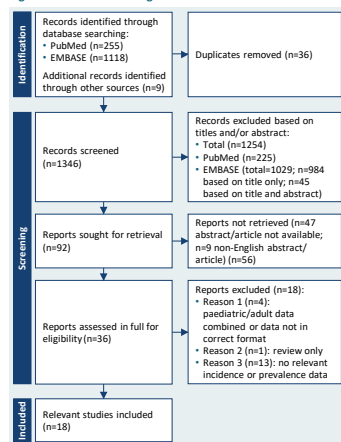 Identification
Records identified through
database searching:
• PubMed (n=255)
• EMBASE (n=1118)
Additional records identified
through other sources (n=9)
Duplicates removed (n=36)
Screening
Records screened
(n=1346)
Records excluded based on
titles and/or abstract:
• Total (n=1254)
• PubMed (n=225)
• EMBASE (total=1029; n=984
based on title only; n=45
based on title and abstract)
Reports sought for retrieval
(n=92)
Reports not retrieved (n=47
abstract/article not available;
n=9 non-English abstract/
article) (n=56)
Reports assessed in full for
eligibility (n=36)
Reports excluded (n=18):
• Reason 1 (n=4):
paediatric/adult data
combined or data not in
correct format
• Reason 2 (n=1): review only
• Reason 3 (n=13): no relevant
incidence or prevalence data
Included
Relevant studies included
(n=18)